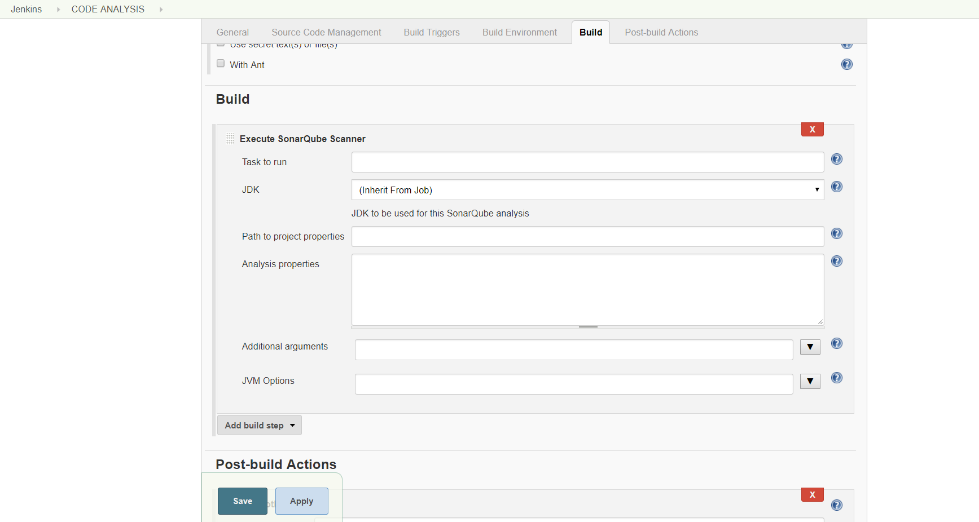 Jenkins CODE ANALYSIS
General Source Code Management Build Triggers Build Environment Build Post-build Actions
Use secret text(s) or file(s)
With Ant
Build
Execute SonarQube Scanner
X
Task to run
JDK (Inherit From Job)
JDK to be used for this SonarQube analysis
Path to project properties
Analysis properties
Additional arguments
JVM Options
Add build step
Post-build Actions
Save Apply
X